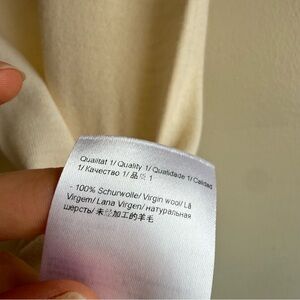 Qualität 1/ Quality 1/ Qualidade 1/ Calidad
1/ Качество 1/ 品质 1
- 100% Schurwolle/ Virgin wool/ Lã
Virgem/ Lana Virgen/ натуральная
шерсть/ 未经加工的羊毛